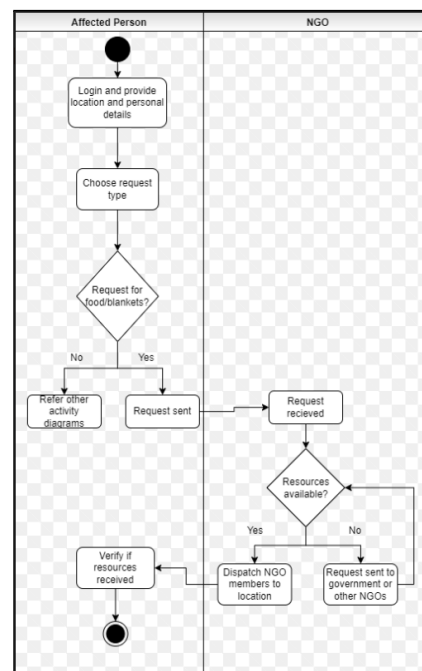 Affected Person
NGO
Login and provide
location and personal
details
Choose request
type
Request for
food/blankets?
No
Yes
Refer other
activity
diagrams
Request sent
Request
recieved
Resources
available?
Yes
No
Verify if
resources
received
Dispatch NGO
members to
location
Request sent to
government or
other NGOs